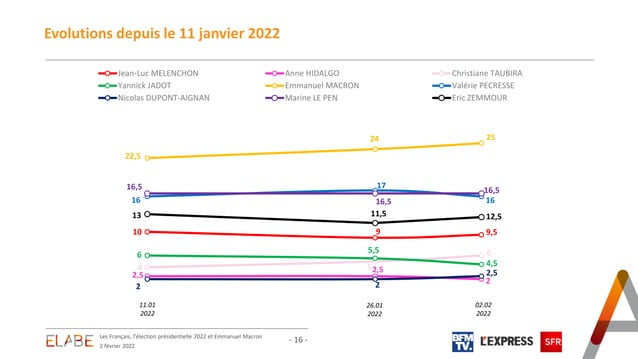 Evolutions depuis le 11 janvier 2022
Jean-Luc MELENCHON
Anne HIDALGO
Christiane TAUBIRA
Yannick JADOT
Emmanuel MACRON
Valérie PECRESSE
Nicolas DUPONT-AIGNAN
Marine LE PEN
Eric ZEMMOUR
22,5 24 25
16,5 17 16,5
16 16,5 16
13 11,5 12,5
10 9 9,5
6 5,5 6
4 4,5
2,5 2,5 2,5
2 2 2
11.01 26.01 02.02
2022 2022 2022
ELABE
Les Français, l'élection présidentielle 2022 et Emmanuel Macron
2 février 2022
- 16 -
BFM TV.
L'EXPRESS
SFR